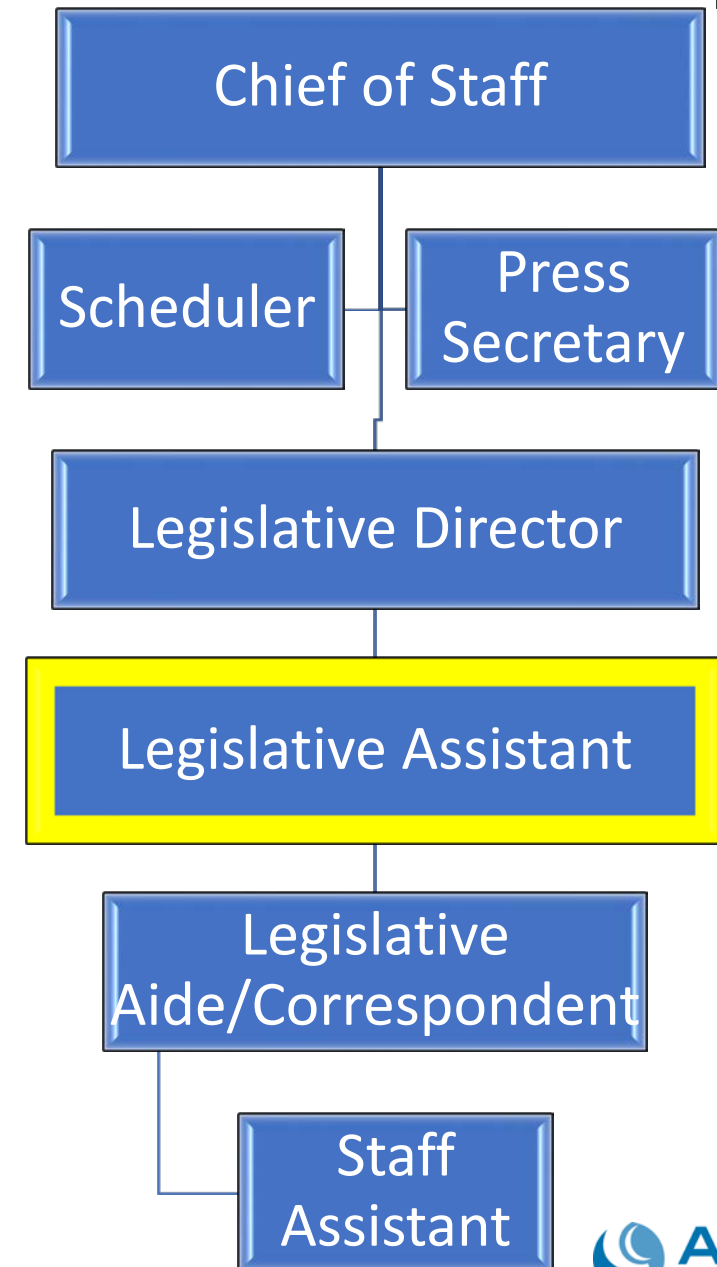 Chief of Staff
Scheduler
Press
Secretary
Legislative Director
Legislative Assistant
Legislative
Aide/Correspondent
Staff
Assistant
A